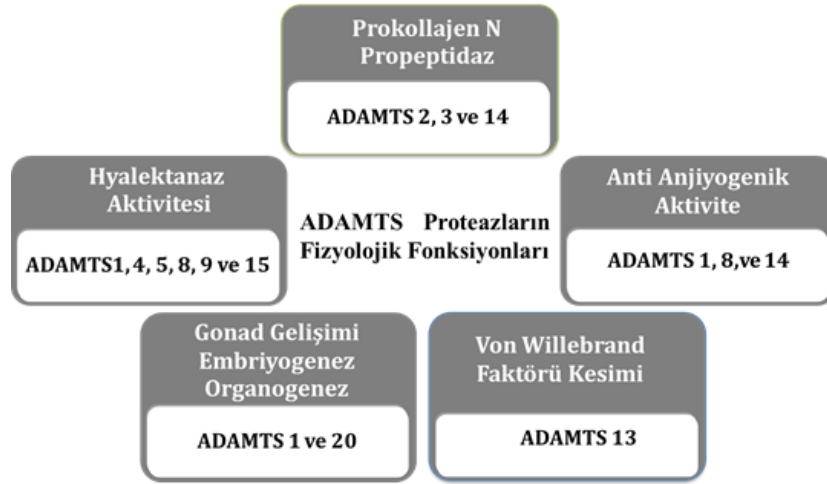 Prokollajen N
Propeptidaz
ADAMTS 2, 3 ve 14
Hyalektanaz
Aktivitesi
ADAMTS1, 4, 5, 8, 9 ve 15
ADAMTS Proteazların
Fizyolojik Fonksiyonları
Anti Anjiyogenik
Aktivite
ADAMTS 1, 8,ve 14
Gonad Gelişimi
Embriyogenez
Organogenez
ADAMTS 1 ve 20
Von Willebrand
Faktörü Kesimi
ADAMTS 13